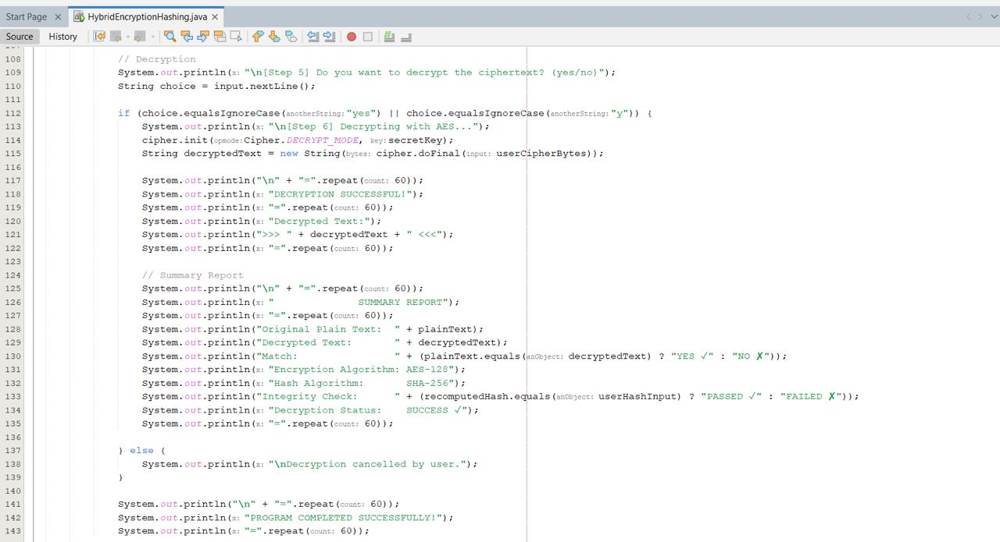 Start Page
HybridEncryptionHashing.java
Source History
108 // Decryption
109 System.out.println(x: "\n[Step 5] Do you want to decrypt the ciphertext? (yes/no)");
110 String choice = input.nextLine();
111
112 if (choice.equalsIgnoreCase(anotherString: "yes") || choice.equalsIgnoreCase(anotherString: "y")) {
113 System.out.println(x: "\n[Step 6] Decrypting with AES...");
114 cipher.init(opmode: Cipher.DECRYPT_MODE, key: secretKey);
115 String decryptedText = new String(bytes: cipher.doFinal(input: userCipherBytes));
116
117 System.out.println("\n" + "=".repeat(count: 60));
118 System.out.println(x: "DECRYPTION SUCCESSFUL!");
119 System.out.println(x: "=".repeat(count: 60));
120 System.out.println(x: "Decrypted Text:");
121 System.out.println(">>> " + decryptedText + " <<<");
122 System.out.println(x: "=".repeat(count: 60));
123
124 // Summary Report
125 System.out.println("\n" + "=".repeat(count: 60));
126 System.out.println(x: "              SUMMARY REPORT");
127 System.out.println(x: "=".repeat(count: 60));
128 System.out.println("Original Plain Text:  " + plainText);
129 System.out.println("Decrypted Text:       " + decryptedText);
130 System.out.println("Match:                " + (plainText.equals(anObject: decryptedText) ? "YES ✓" : "NO ✗"));
131 System.out.println(x: "Encryption Algorithm: AES-128");
132 System.out.println(x: "Hash Algorithm:       SHA-256");
133 System.out.println("Integrity Check:      " + (recomputedHash.equals(anObject: userHashInput) ? "PASSED ✓" : "FAILED ✗"));
134 System.out.println(x: "Decryption Status:    SUCCESS ✓");
135 System.out.println(x: "=".repeat(count: 60));
136
137 } else {
138 System.out.println(x: "\nDecryption cancelled by user.");
139 }
140
141 System.out.println("\n" + "=".repeat(count: 60));
142 System.out.println(x: "PROGRAM COMPLETED SUCCESSFULLY!");
143 System.out.println(x: "=".repeat(count: 60));